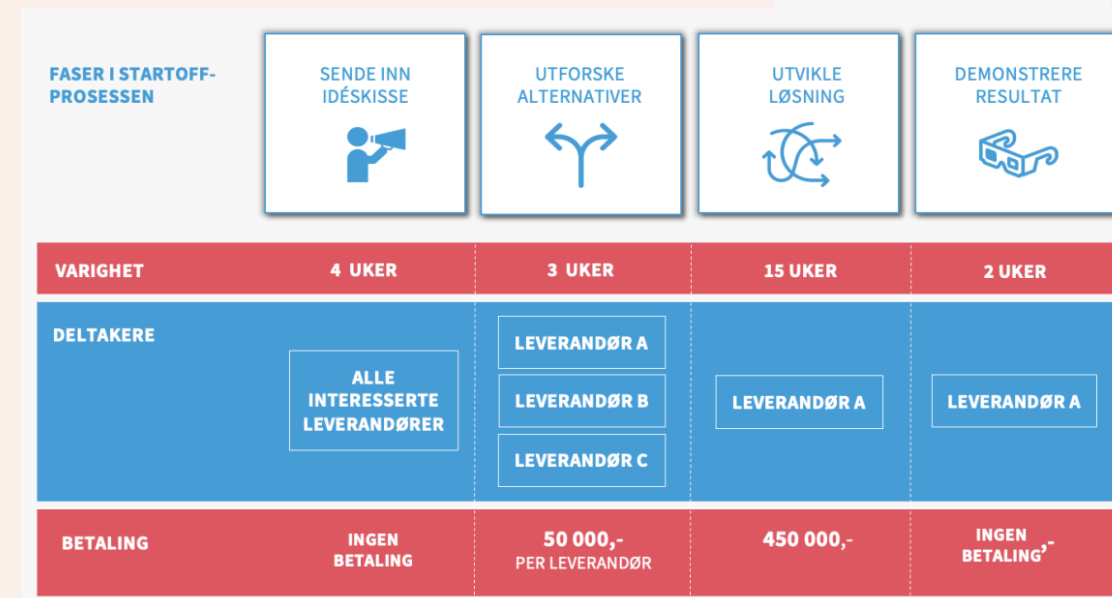 FASER I STARTOFF-
PROSESSEN
SENDE INN
IDÉSKISSE
UTFORSKE
ALTERNATIVER
UTVIKLE
LØSNING
DEMONSTRERE
RESULTAT
VARIGHET
4 UKER
3 UKER
15 UKER
2 UKER
DELTAKERE
ALLE
INTERESSERTE
LEVERANDØRER
LEVERANDØR A
LEVERANDØR B
LEVERANDØR C
LEVERANDØR A
LEVERANDØR A
BETALING
INGEN
BETALING
50 000,-
PER LEVERANDØR
450 000,-
INGEN
BETALING,-